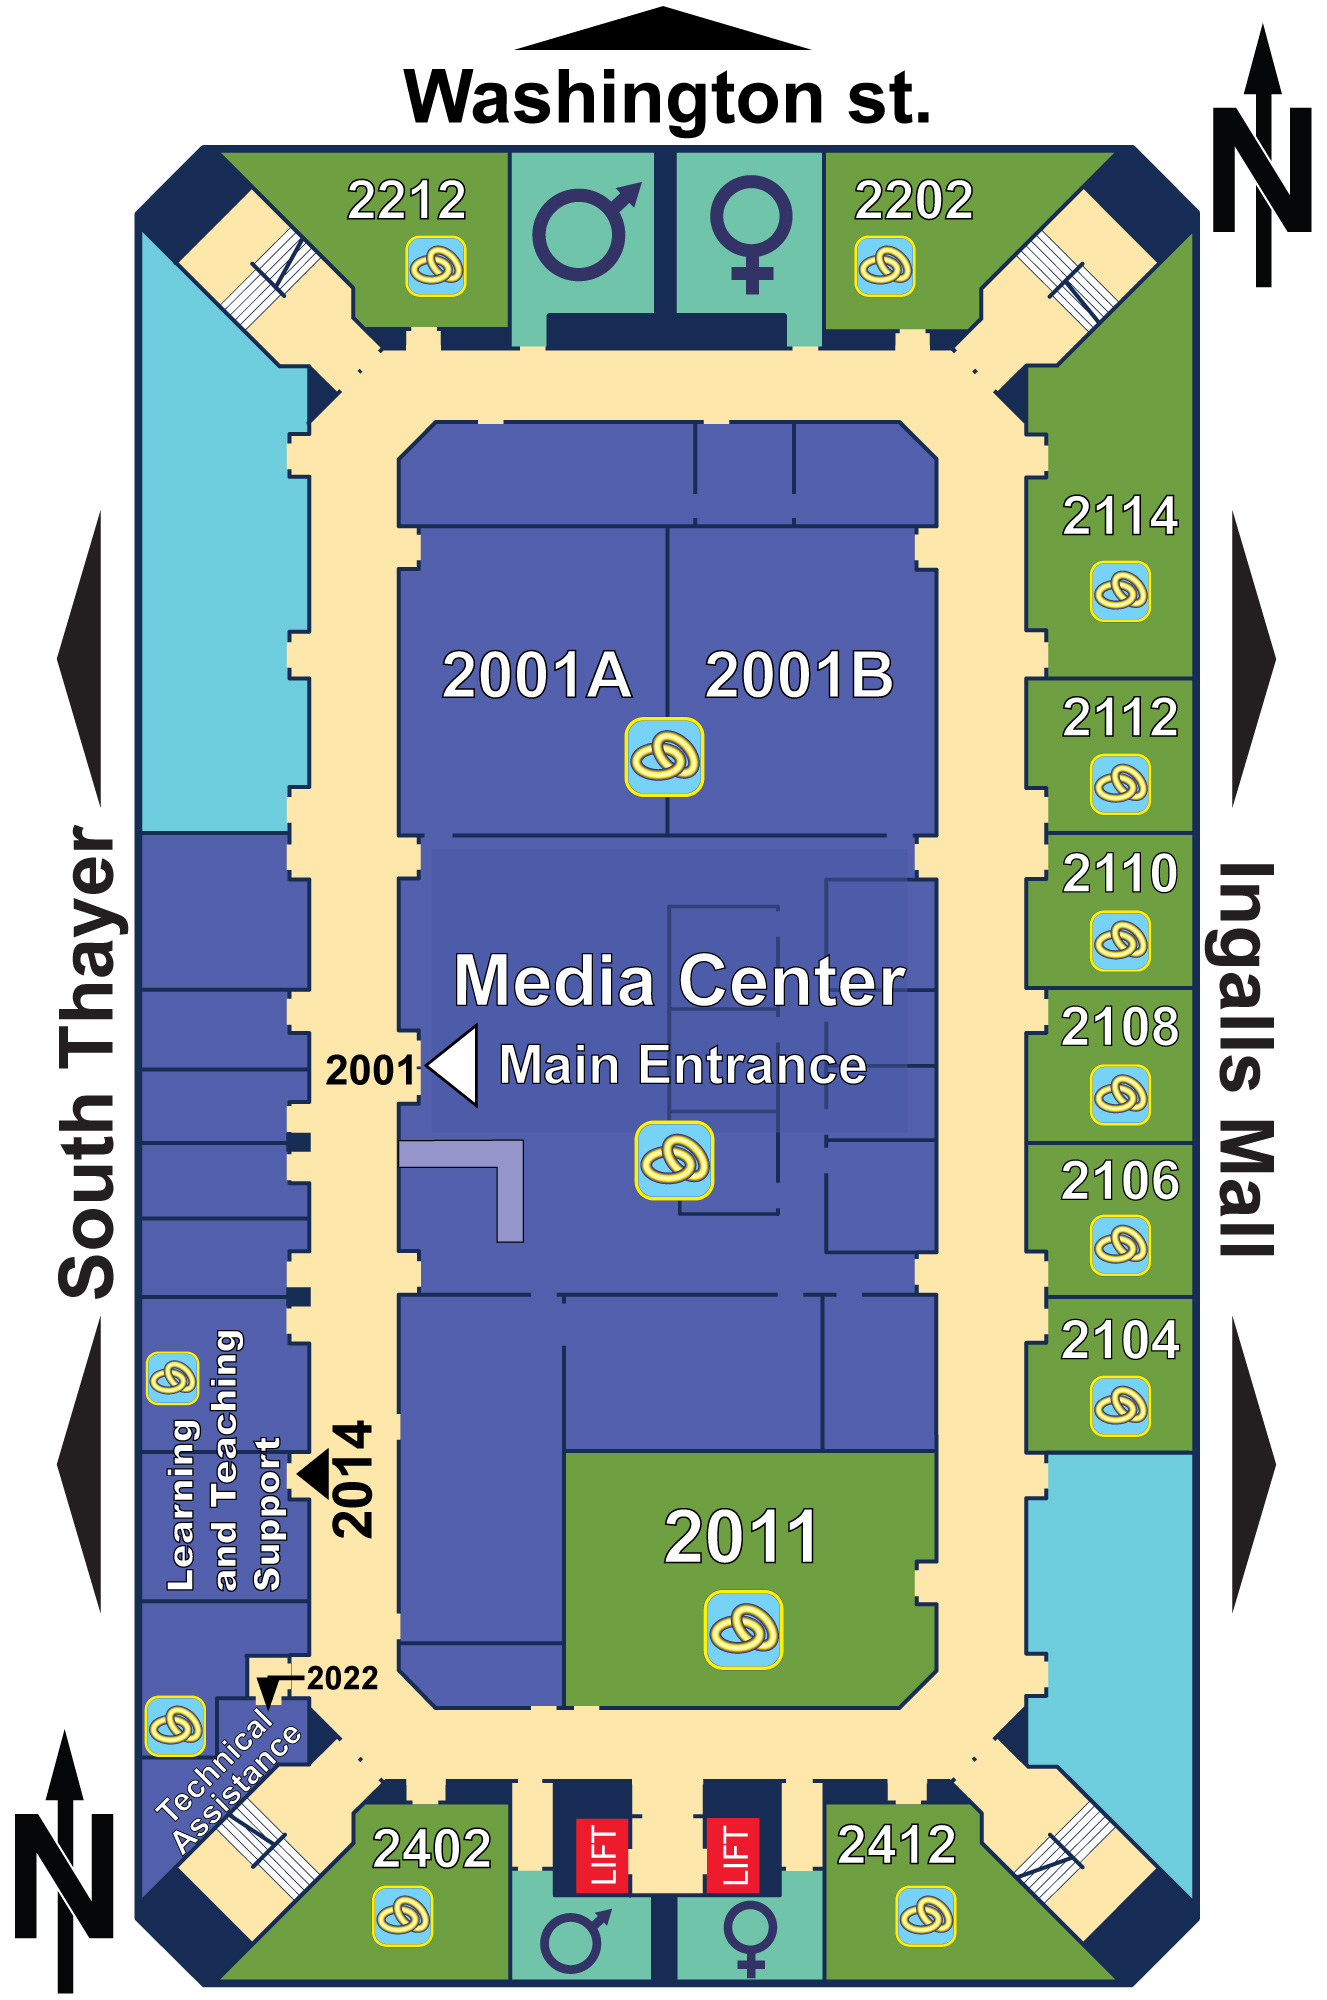 Washington st.
N
2212
2202
2114
2001A
2001B
2112
2110
South Thayer
Ingalls Mall
Media Center
2108
2001
Main Entrance
2106
2104
Learning
and Teaching
Support
2014
2011
2022
Technical
Assistance
N
2402
LIFT
LIFT
2412